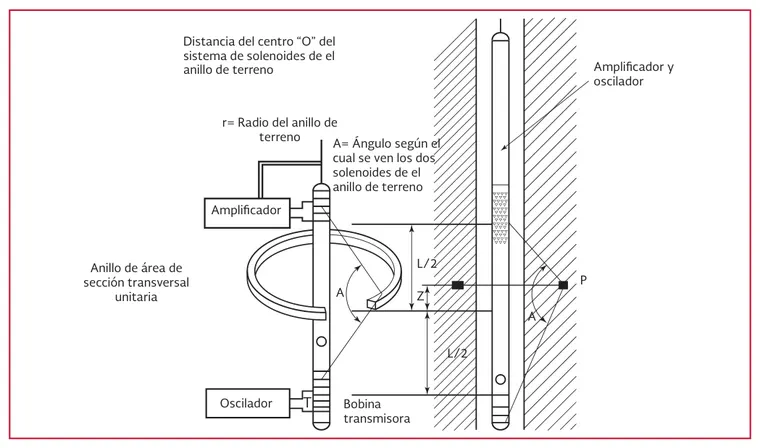 Distancia del centro “O” del
sistema de solenoides de el
anillo de terreno
Amplificador y
oscilador
r= Radio del anillo de
terreno
A= Ángulo según el
cual se ven los dos
solenoides de el
anillo de terreno
Amplificador
L/2
Anillo de área de
sección transversal
unitaria
A
Z
P
A
L/2
Oscilador
T
Bobina
transmisora